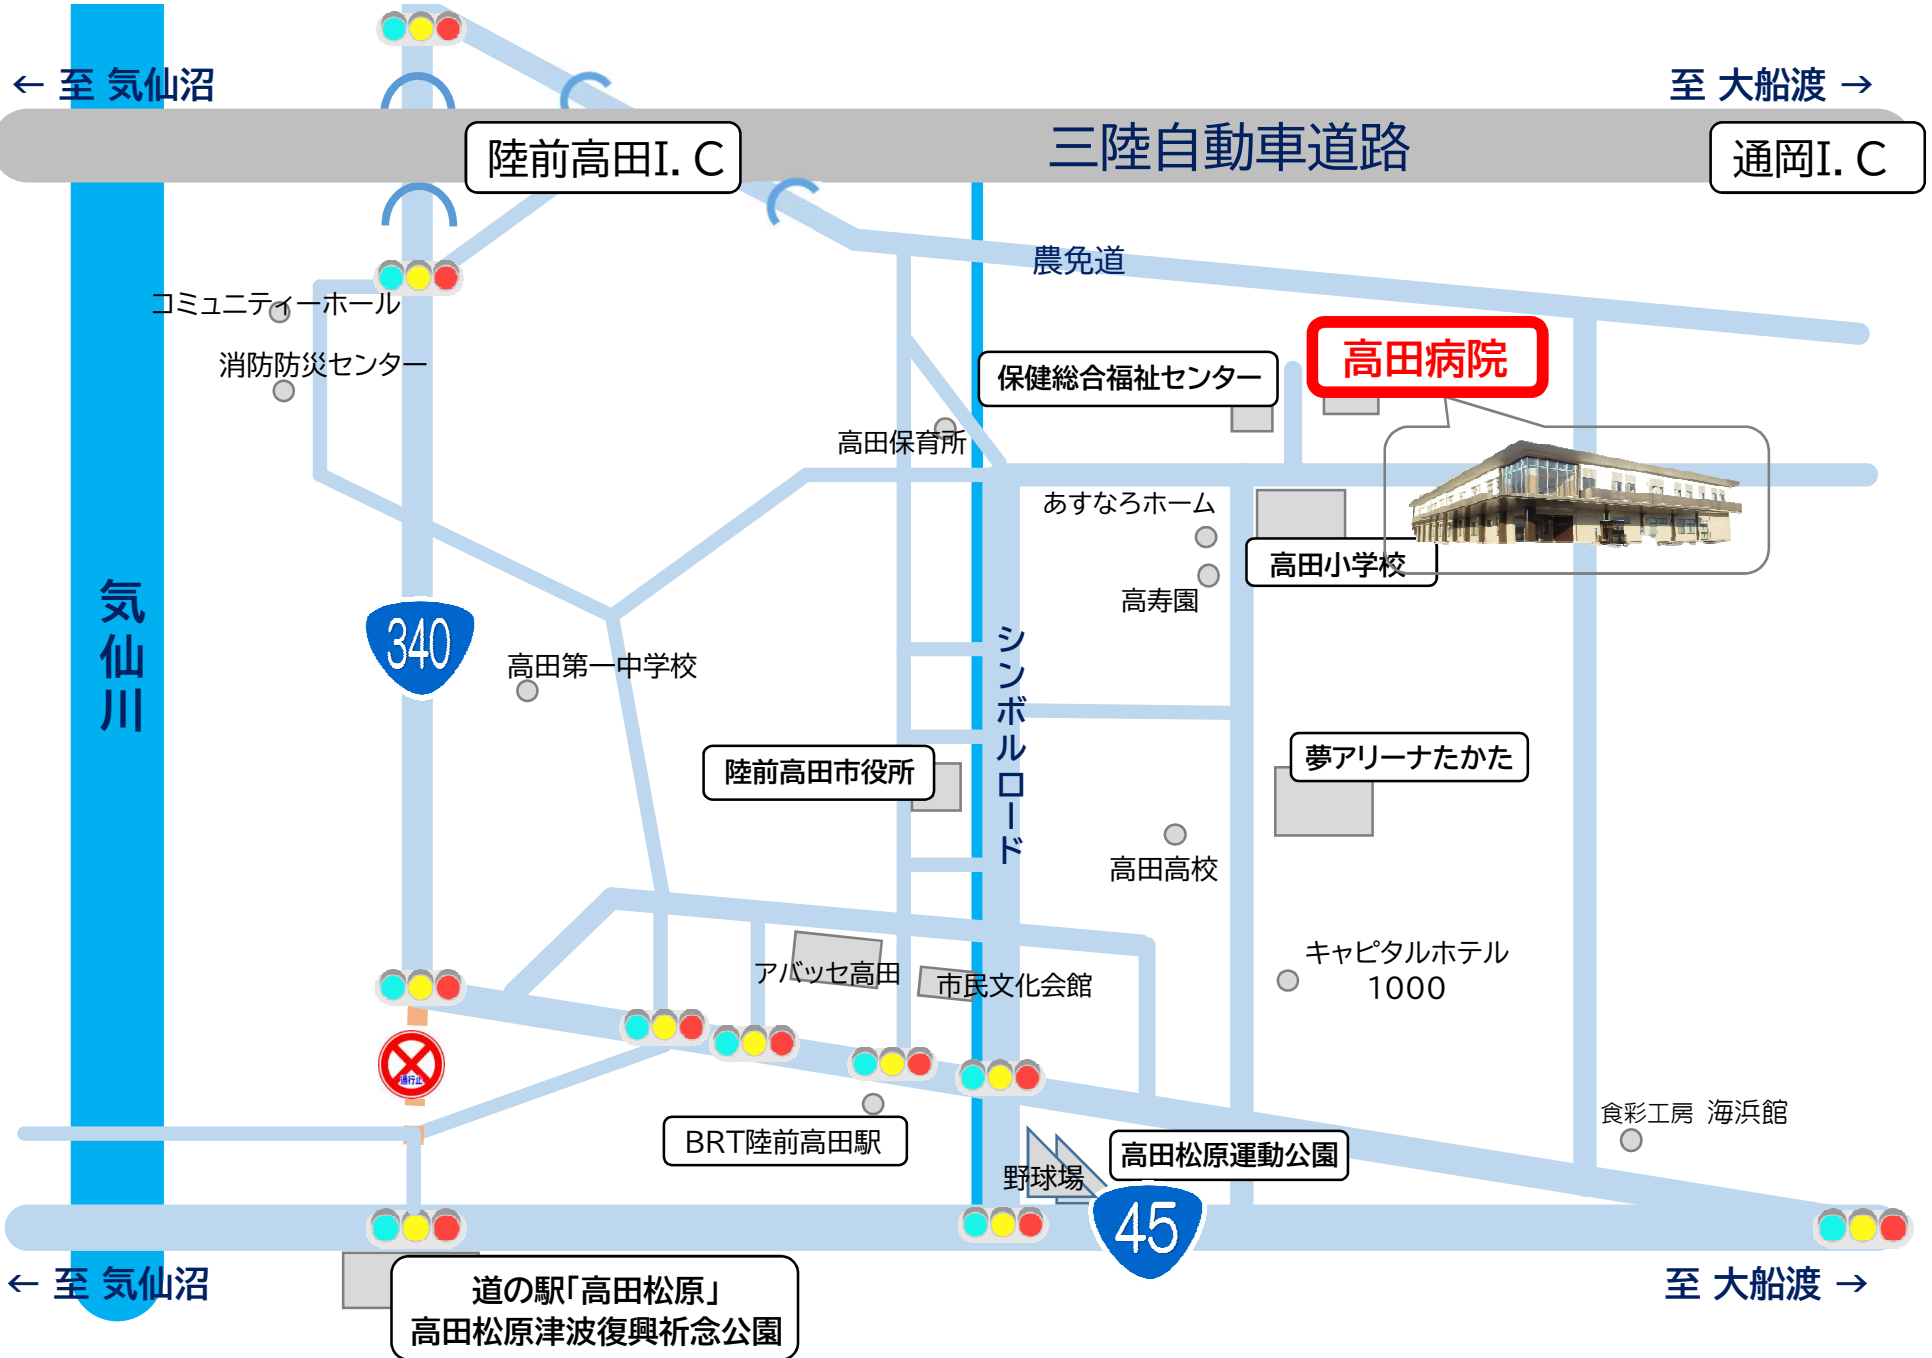 ← 至 気仙沼
至 大船渡 →
陸前高田I.C
三陸自動車道路
通岡I.C
農免道
コミュニティーホール
消防防災センター
高田病院
保健総合福祉センター
高田保育所
あすなろホーム
高田小学校
高寿園
気仙川
340
高田第一中学校
シンボルロード
陸前高田市役所
夢アリーナたかた
高田高校
アバッセ高田
市民文化会館
キャピタルホテル
1000
通行止
BRT陸前高田駅
食彩工房 海浜館
高田松原運動公園
野球場
45
← 至 気仙沼
至 大船渡 →
道の駅「高田松原」
高田松原津波復興祈念公園